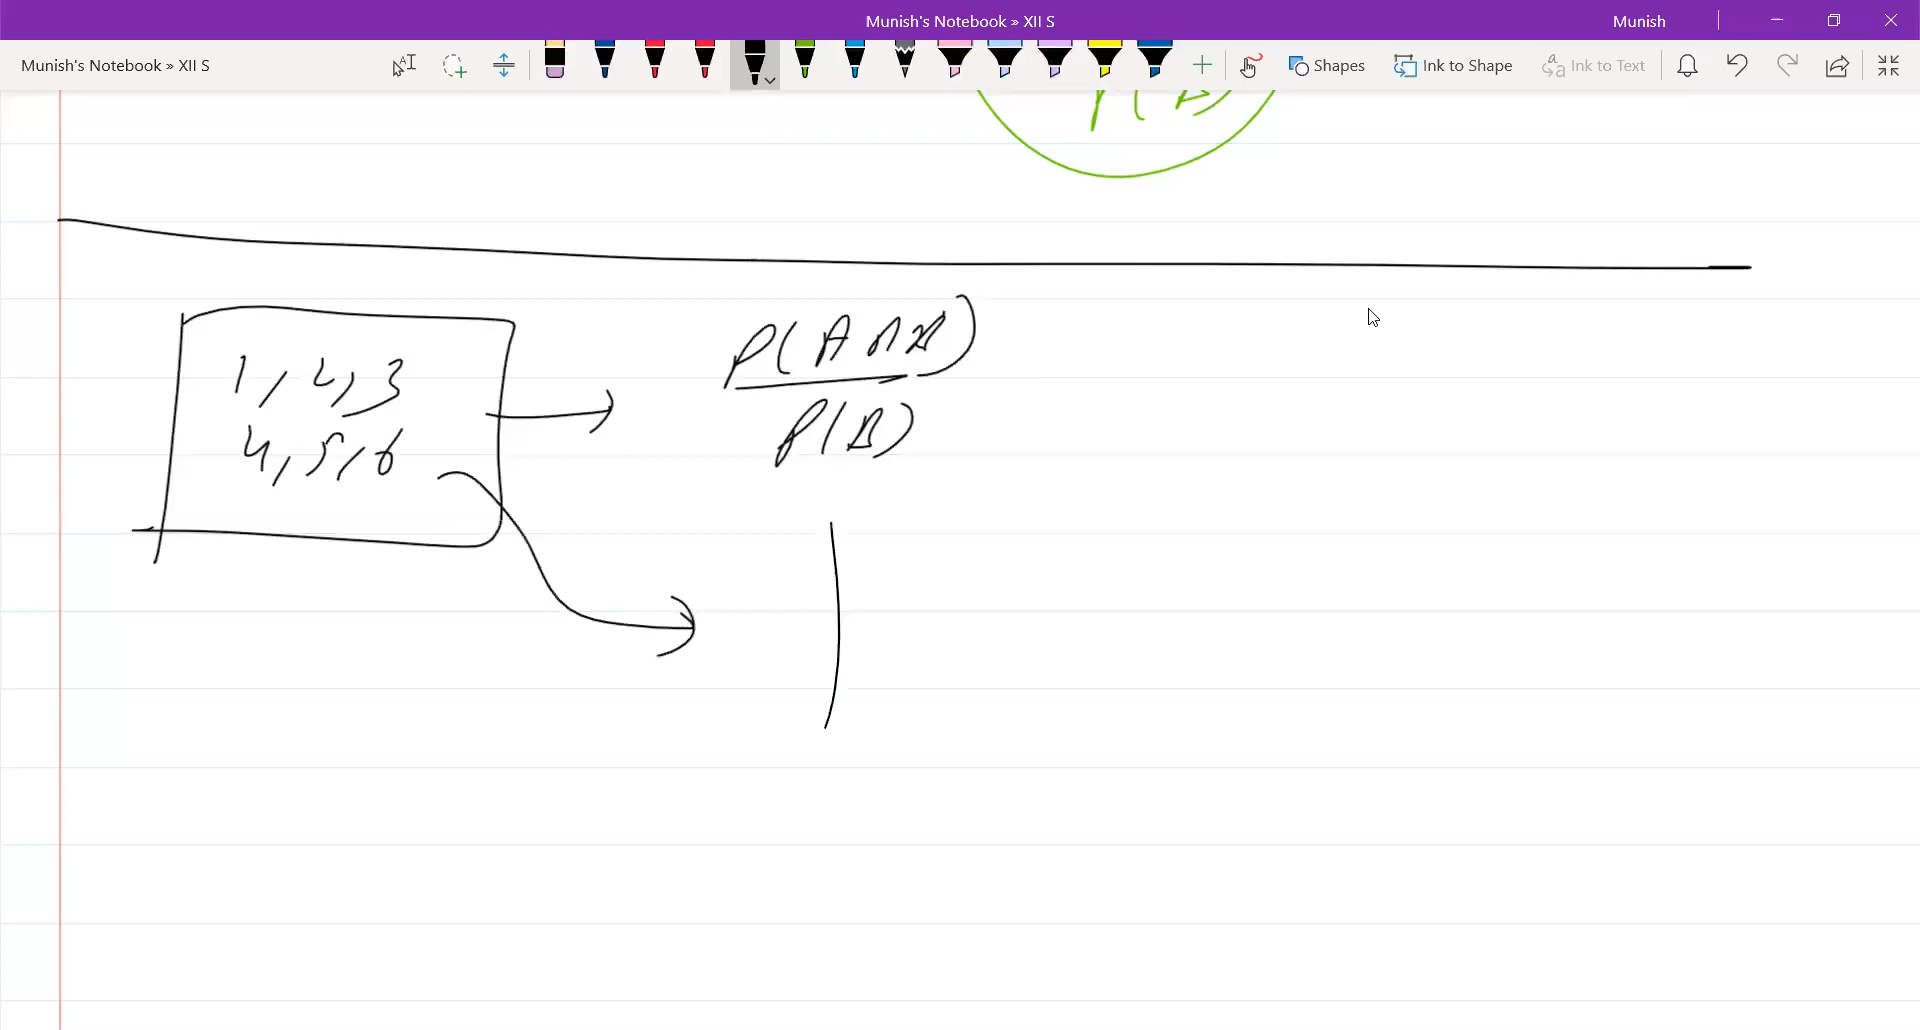 Munish's Notebook » XII S
Munish
Munish's Notebook » XII S
Shapes
Ink to Shape
Ink to Text
P(B)
1, 2, 3
4, 5, 6
P(A∩B)
P(B)